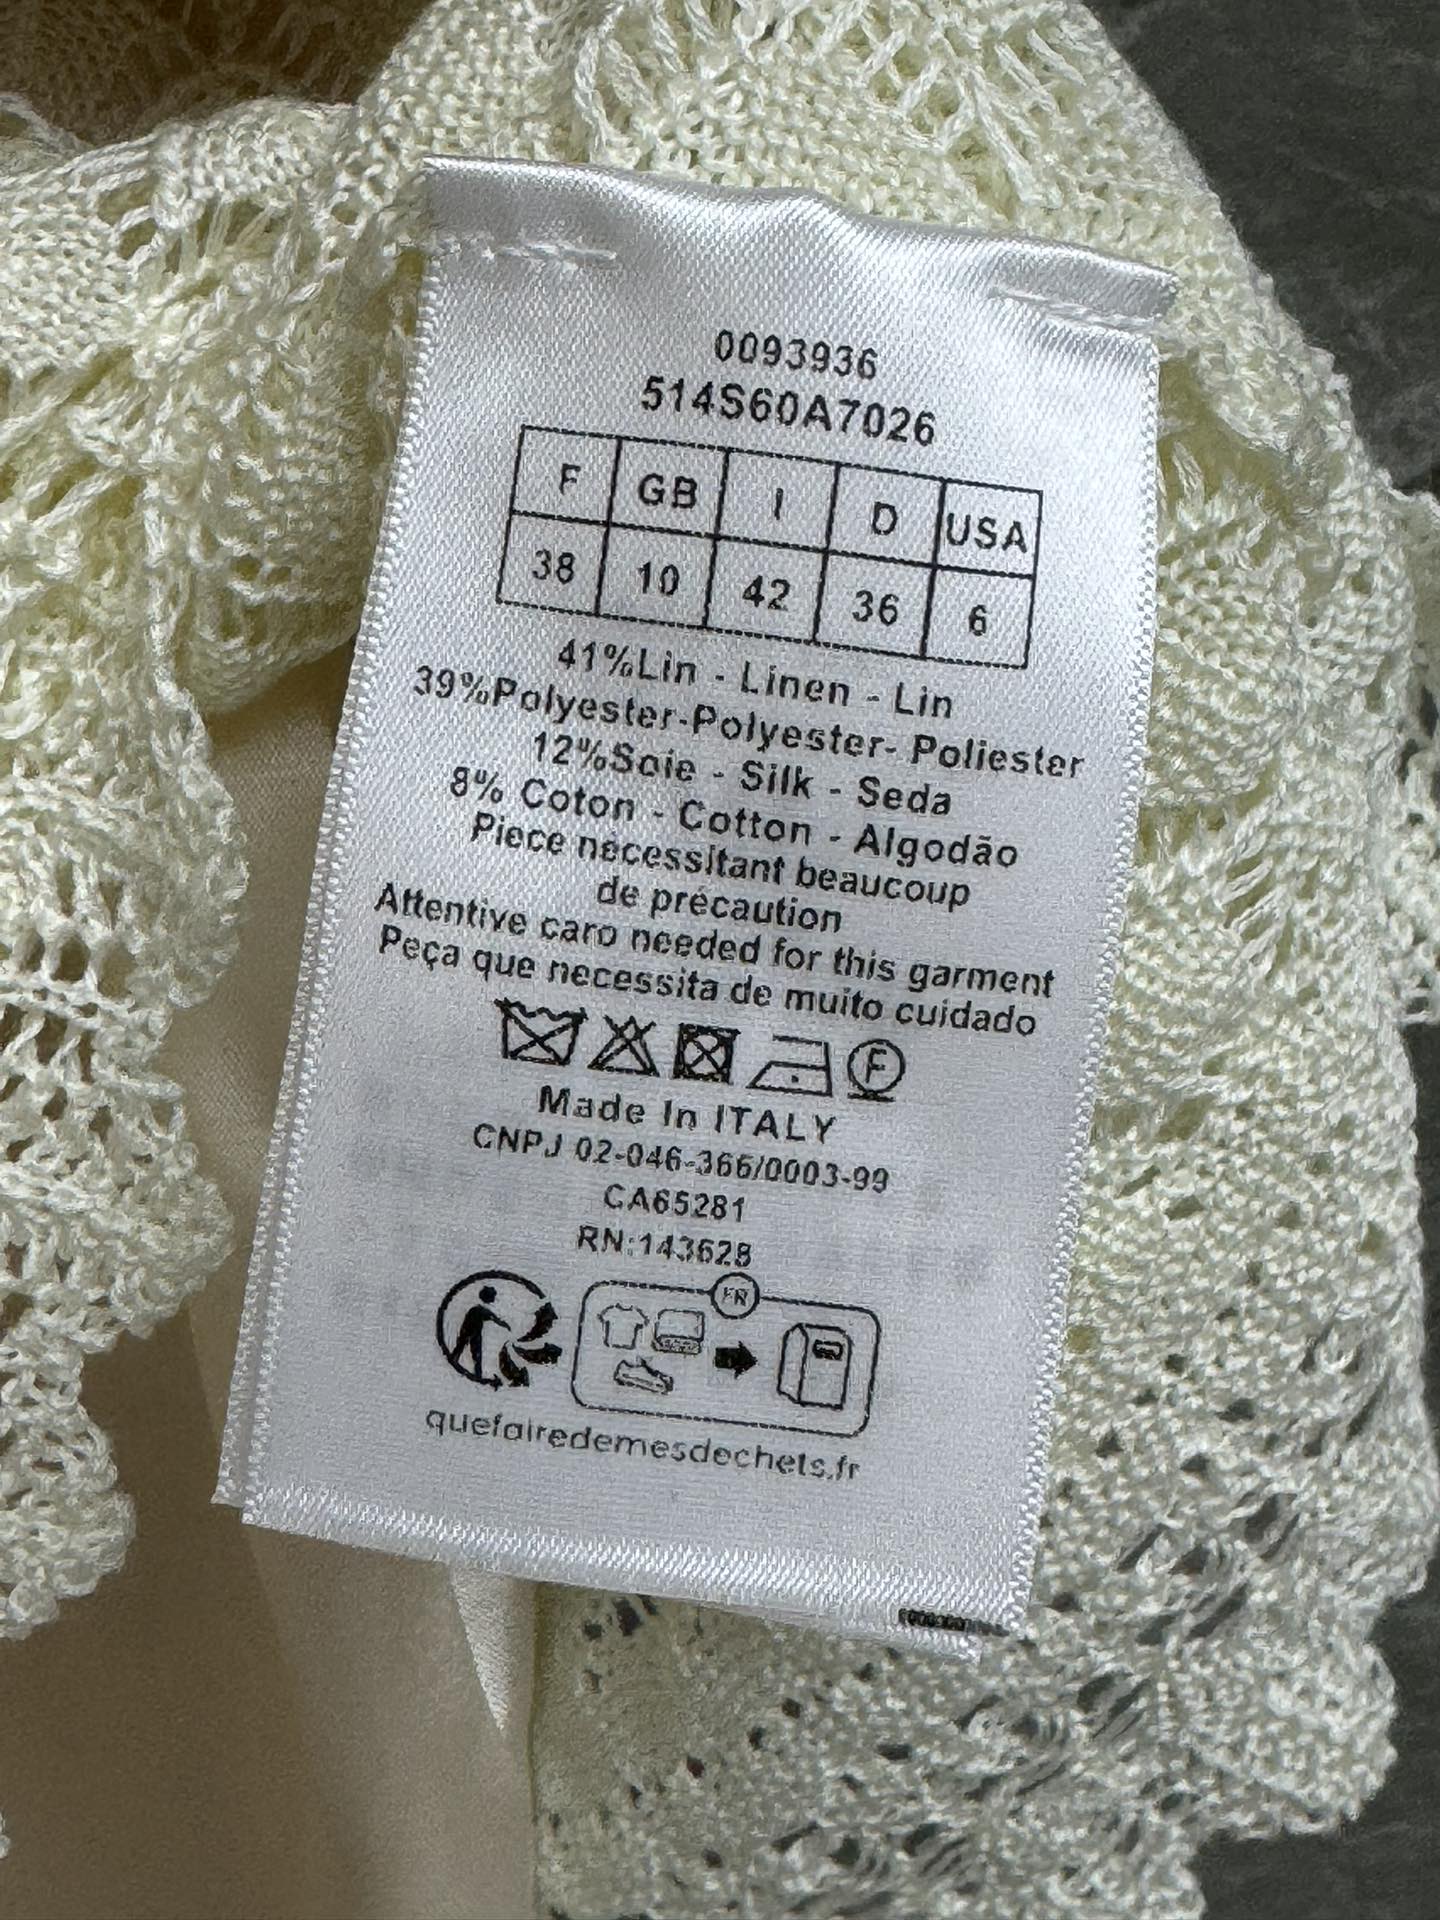 0093936
514S60A7026
F GB I D USA
38 10 42 36 6
41%Lin - Linen - Lin
39%Polyester-Polyester- Poliester
12%Soie - Silk - Seda
8% Coton - Cotton - Algodão
Piece nécessitant beaucoup
de précaution
Attentive care needed for this garment
Peça que necessita de muito cuidado
F
Made In ITALY
CNPJ 02-046-366/0003-99
CA65281
RN:143628
FR
quefairedemesdechets.fr